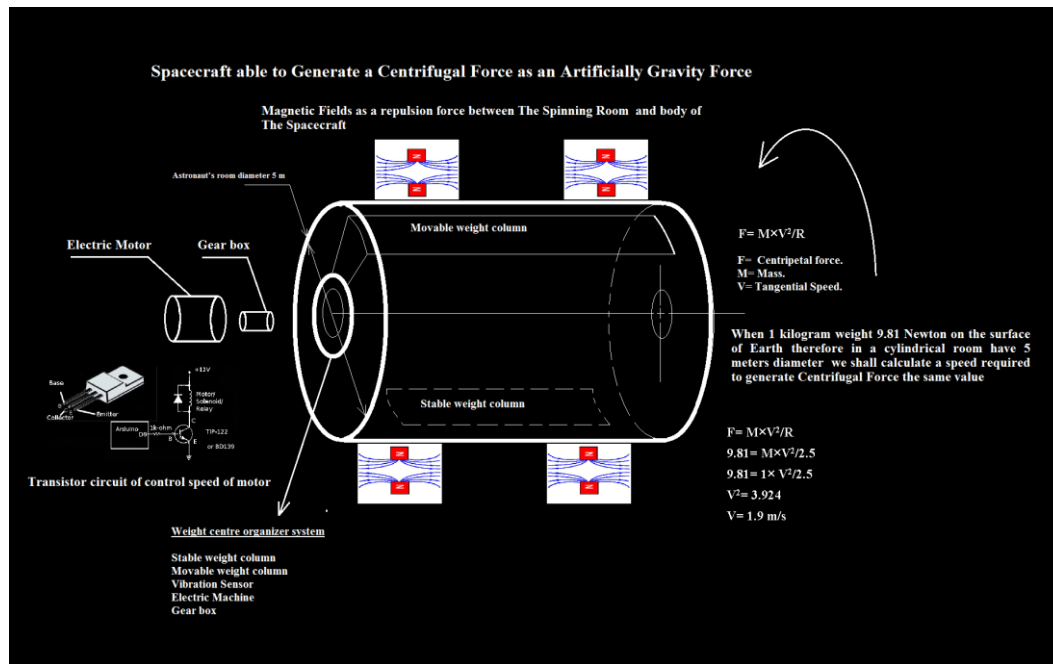 Spacecraft able to Generate a Centrifugal Force as an Artificially Gravity Force
Magnetic Fields as a repulsion force between The Spinning Room and body of
The Spacecraft
N
N
N
N
Astronaut's room diameter 5 m
Movable weight column
Electric Motor
Gear box
F= M×V²/R
F= Centripetal force.
M= Mass.
V= Tangential Speed.
When 1 kilogram weight 9.81 Newton on the surface
of Earth therefore in a cylindrical room have 5
meters diameter we shall calculate a speed required
to generate Centrifugal Force the same value
+12V
Base
Motor/
Solenoid/
Relay
Collector
Emitter
C
Arduino
D9
1k-ohm
B
E
TIP-122
or BD139
Stable weight column
F= M×V²/R
9.81= M×V²/2.5
9.81= 1× V²/2.5
V²= 3.924
V= 1.9 m/s
N
N
N
N
Transistor circuit of control speed of motor
Weight centre organizer system
Stable weight column
Movable weight column
Vibration Sensor
Electric Machine
Gear box